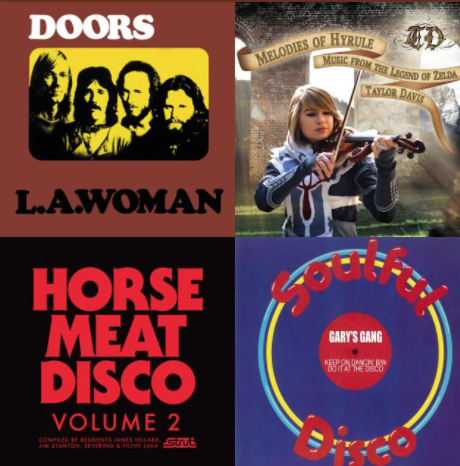 DOORS
L.A.WOMAN
MELODIES OF HYRULE
MUSIC FROM THE LEGEND OF ZELDA
TAYLOR DAVIS
TD
HORSE
MEAT
DISCO
VOLUME 2
COMPILED BY RESIDENTS JAMES HILLARD,
JIM STANTON, SEVERINO & FILTHY LUKA
Strut
Soulful
GARY'S GANG
KEEP ON DANCIN' B/W
DO IT AT THE DISCO
Disco